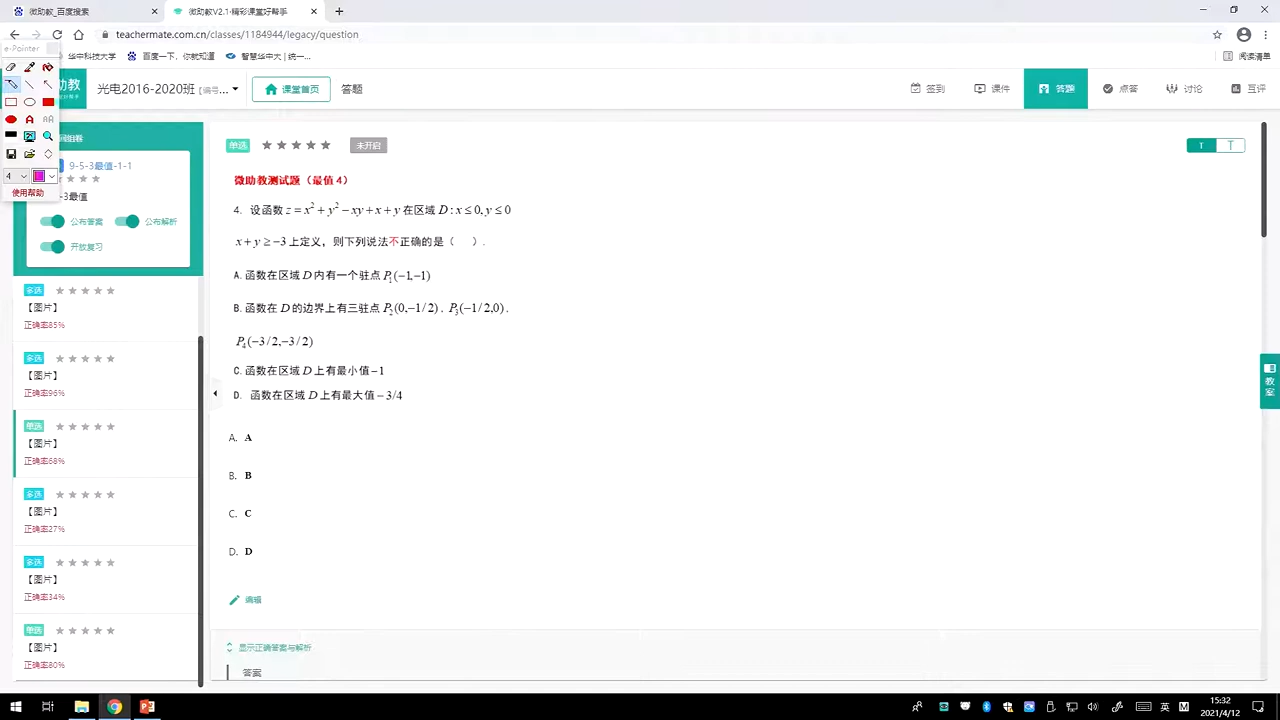 微助教_百度搜索
微助教V2.1-精彩课堂好帮手
teachermate.com.cn/classes/1184944/legacy/question
e-Pointer
华中科技大学
百度一下，你就知道
智慧华中大 | 统一...
阅读清单
助教
光电2016-2020班 [编号...
课堂首页
答题
签到
课件
答题
点答
讨论
互评
9-5-3最值-1-1
-3最值
公布答案
公布解析
开放复习
4
使用帮助
多选
【图片】
正确率85%
多选
【图片】
正确率96%
单选
【图片】
正确率68%
多选
【图片】
正确率27%
多选
【图片】
正确率34%
单选
【图片】
正确率80%
单选
未开启
T T
微助教测试题（最值4）
4. 设函数 z = x² + y² − xy + x + y 在区域 D : x ≤ 0, y ≤ 0
x + y ≥ −3 上定义，则下列说法不正确的是（ ）.
A. 函数在区域 D 内有一个驻点 P₁(−1,−1)
B. 函数在 D 的边界上有三驻点 P₂(0,−1/2) . P₃(−1/2,0) .
P₄(−3/2,−3/2)
C. 函数在区域 D 上有最小值 −1
D. 函数在区域 D 上有最大值 − 3/4
A. A
B. B
C. C
D. D
编辑
显示正确答案与解析
答案
教案
英
M
15:32
2021/4/12